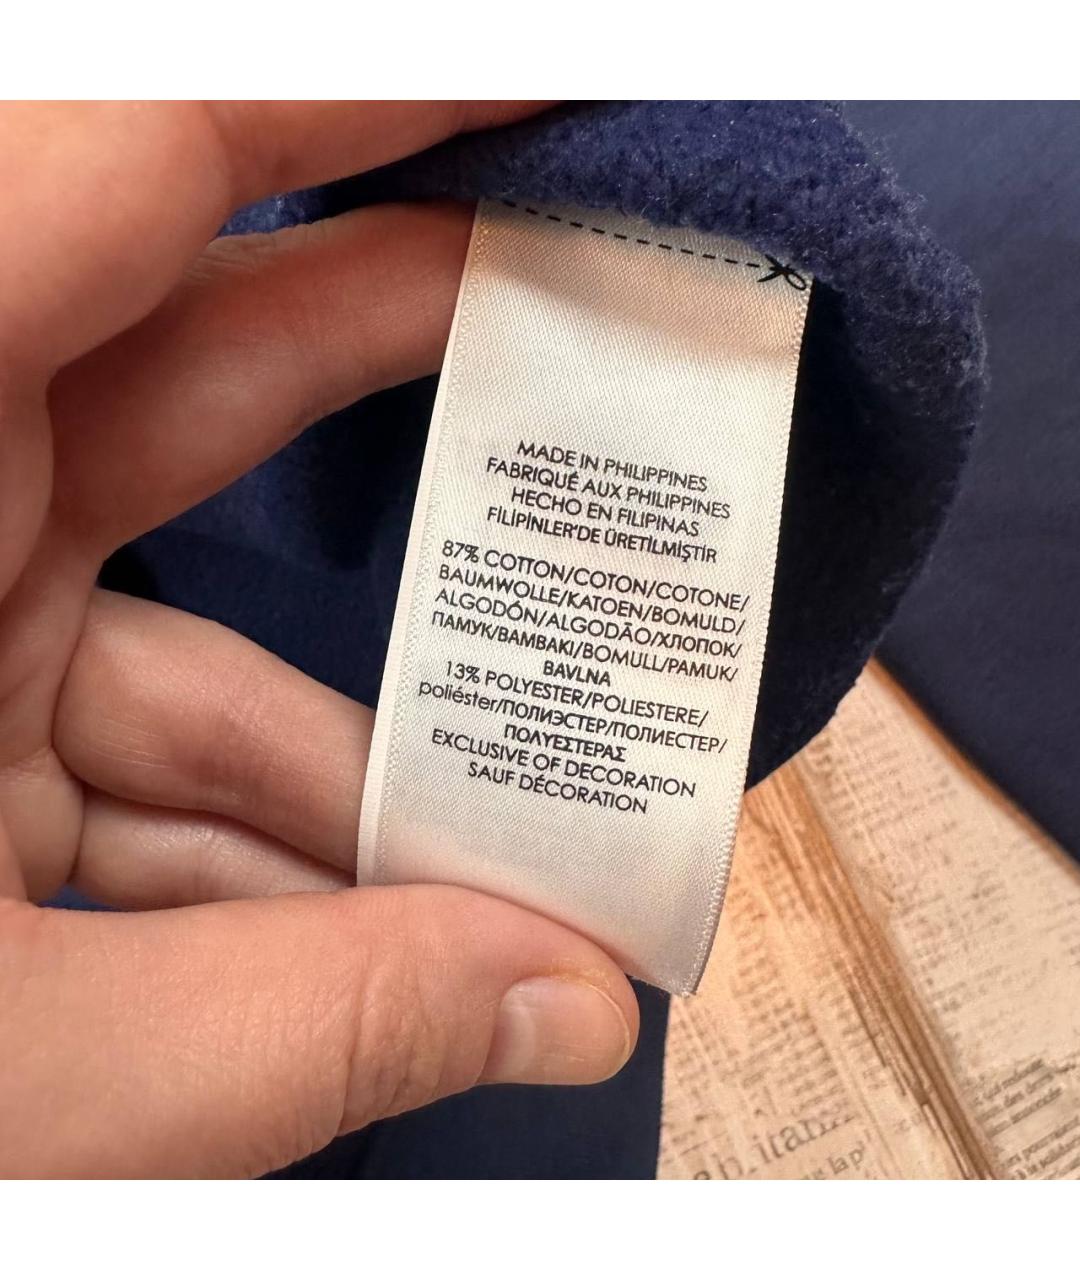 MADE IN PHILIPPINES
FABRIQUÉ AUX PHILIPPINES
HECHO EN FILIPINAS
FİLİPİNLER'DE ÜRETİLMİŞTİR
87% COTTON/COTON/COTONE/
BAUMWOLLE/KATOEN/BOMULD/
ALGODÓN/ALGODÃO/ХЛОПОК/
ПАМУК/ΒΑΜΒΑΚΙ/BOMULL/PAMUK/
BAVLNA
13% POLYESTER/POLIESTERE/
poliéster/ПОЛИЭСТЕР/ПОЛИЕСТЕР/
ΠΟΛΥΕΣΤΕΡΑΣ
EXCLUSIVE OF DECORATION
SAUF DÉCORATION